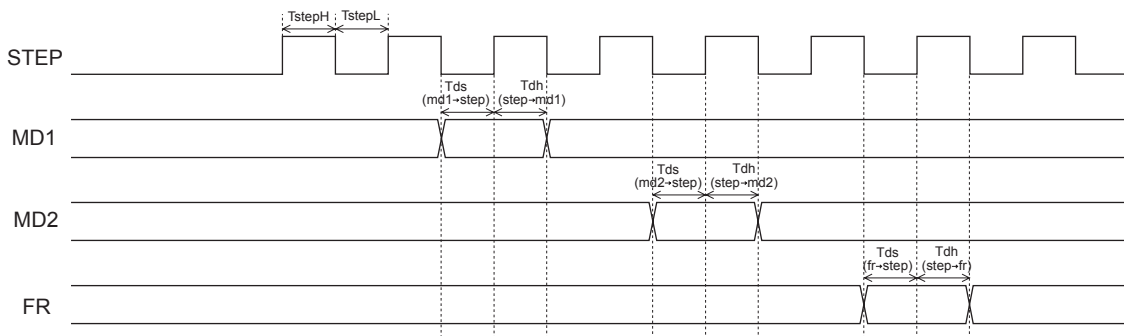 TstepH TstepL
STEP
Tds Tdh
(md1→step) (step→md1)
MD1
Tds Tdh
(md2→step) (step→md2)
MD2
Tds Tdh
(fr→step) (step→fr)
FR